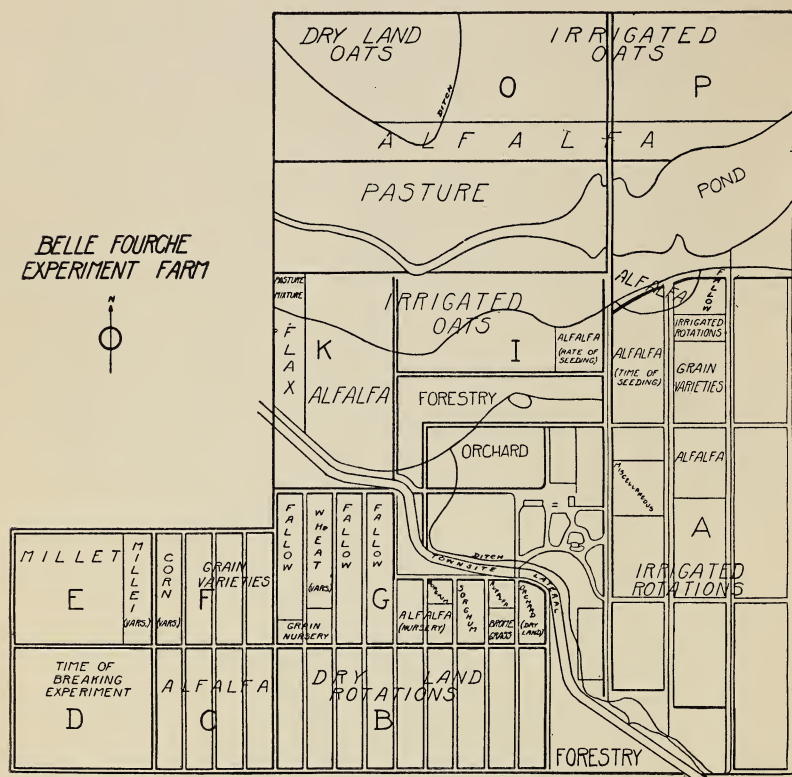 DRY LAND
OATS
IRRIGATED
OATS
DITCH
O
P
ALFALFA
PASTURE
POND
BELLE FOURCHE
EXPERIMENT FARM
N
PASTURE
MIXTURE
IRRIGATED
OATS
ALFALFA
FALLOW
FLAX
K
I
ALFALFA
(RATE OF
SEEDING)
ALFALFA
(TIME OF
SEEDING)
IRRIGATED
ROTATIONS
GRAIN
VARIETIES
ALFALFA
FORESTRY
ORCHARD
ALFALFA
MISCELLANEOUS
A
IRRIGATED
ROTATIONS
FALLOW
WHEAT
(VARS)
FALLOW
FALLOW
G
GRAIN
NURSERY
DITCH
TOWNSITE LATERAL
MILLET
E
MILLET
(VARS.)
CORN
(VARS)
F
GRAIN
VARIETIES
ALFALFA
(NURSERY)
SORGHUM
BROME
GRASS
ORCHARD
(DRY
LAND)
TIME OF
BREAKING
EXPERIMENT
D
ALFALFA
C
DRY LAND
ROTATIONS
B
FORESTRY